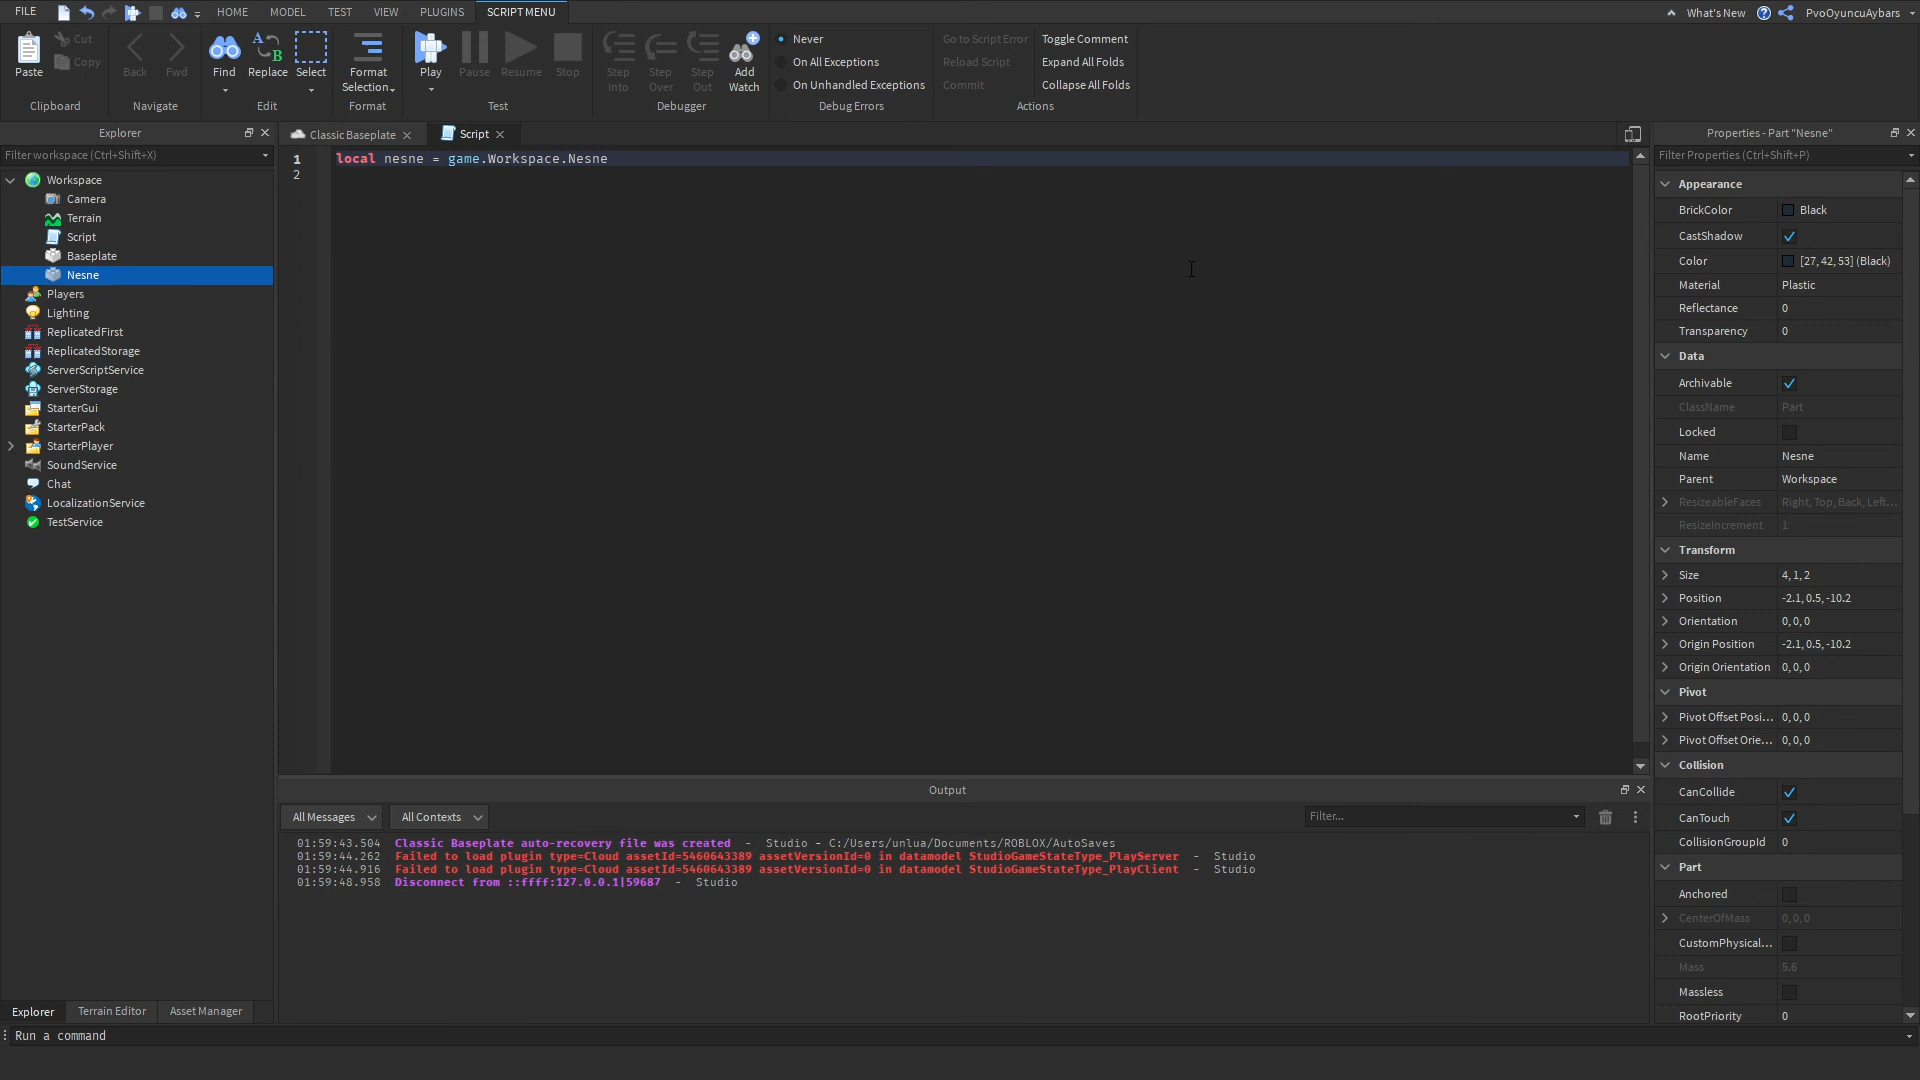 FILE HOME MODEL TEST VIEW PLUGINS SCRIPT MENU What's New PvoOyuncuAybars
Paste Cut Copy
Clipboard
Back Fwd
Navigate
Find Replace Select
Edit
Format Selection
Format
Play Pause Resume Stop
Test
Step Into Step Over Step Out Add Watch
Debugger
Never
On All Exceptions
On Unhandled Exceptions
Debug Errors
Go to Script Error Toggle Comment
Reload Script Expand All Folds
Commit Collapse All Folds
Actions
Explorer
Filter workspace (Ctrl+Shift+X)
Workspace
Camera
Terrain
Script
Baseplate
Nesne
Players
Lighting
ReplicatedFirst
ReplicatedStorage
ServerScriptService
ServerStorage
StarterGui
StarterPack
StarterPlayer
SoundService
Chat
LocalizationService
TestService
Explorer Terrain Editor Asset Manager
Classic Baseplate Script
1 local nesne = game.Workspace.Nesne
2
Output
All Messages All Contexts Filter...
01:59:43.504 Classic Baseplate auto-recovery file was created - Studio - C:/Users/unlua/Documents/ROBLOX/AutoSaves
01:59:44.262 Failed to load plugin type=Cloud assetId=5460643389 assetVersionId=0 in datamodel StudioGameStateType_PlayServer - Studio
01:59:44.916 Failed to load plugin type=Cloud assetId=5460643389 assetVersionId=0 in datamodel StudioGameStateType_PlayClient - Studio
01:59:48.958 Disconnect from ::ffff:127.0.0.1|59687 - Studio
Properties - Part "Nesne"
Filter Properties (Ctrl+Shift+P)
Appearance
BrickColor Black
CastShadow
Color [27, 42, 53] (Black)
Material Plastic
Reflectance 0
Transparency 0
Data
Archivable
ClassName Part
Locked
Name Nesne
Parent Workspace
ResizeableFaces Right, Top, Back, Left...
ResizeIncrement 1
Transform
Size 4, 1, 2
Position -2.1, 0.5, -10.2
Orientation 0, 0, 0
Origin Position -2.1, 0.5, -10.2
Origin Orientation 0, 0, 0
Pivot
Pivot Offset Posi... 0, 0, 0
Pivot Offset Orie... 0, 0, 0
Collision
CanCollide
CanTouch
CollisionGroupId 0
Part
Anchored
CenterOfMass 0, 0, 0
CustomPhysical...
Mass 5.6
Massless
RootPriority 0
Run a command